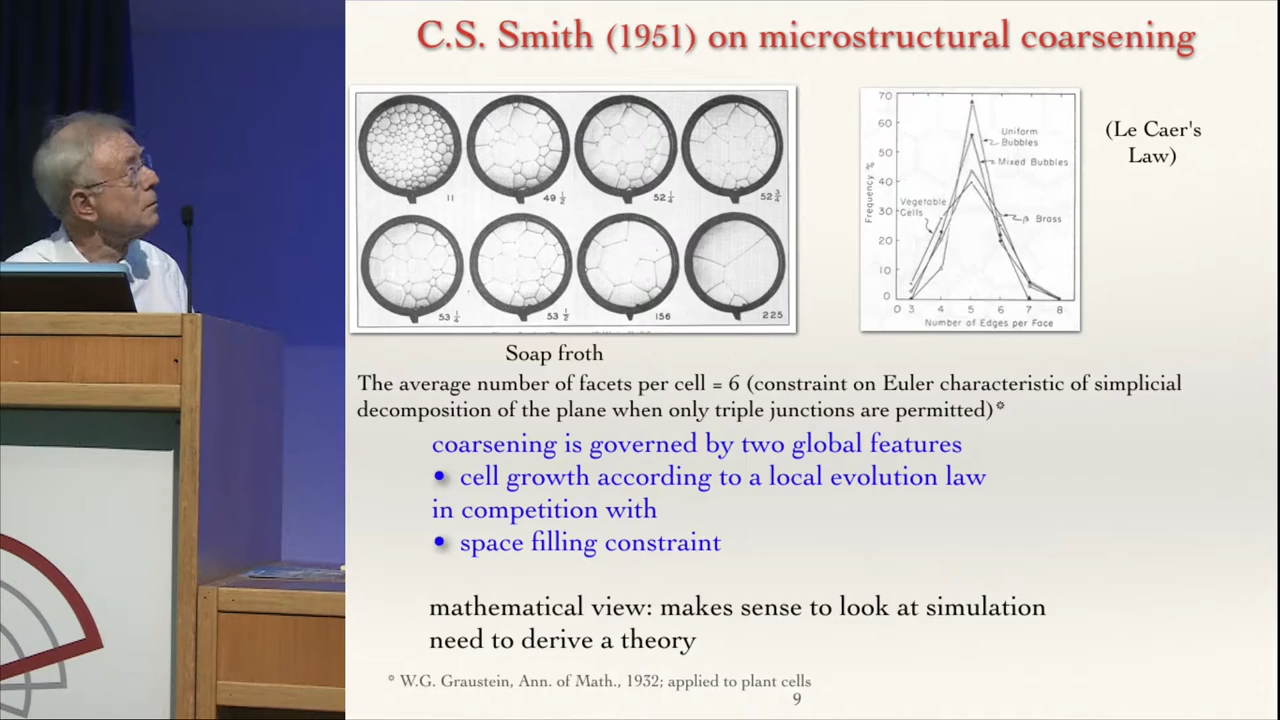 C.S. Smith (1951) on microstructural coarsening
11
49 1/2
52 1/4
52 3/4
53 1/4
53 1/2
156
225
Soap froth
70
60
50
40
30
20
10
0
Frequency %
Uniform
Bubbles
Mixed Bubbles
Vegetable
Cells
β Brass
0 3 4 5 6 7 8
Number of Edges per Face
(Le Caer's
Law)
The average number of facets per cell = 6 (constraint on Euler characteristic of simplicial
decomposition of the plane when only triple junctions are permitted)*
coarsening is governed by two global features
• cell growth according to a local evolution law
in competition with
• space filling constraint
mathematical view: makes sense to look at simulation
need to derive a theory
* W.G. Graustein, Ann. of Math., 1932; applied to plant cells
9